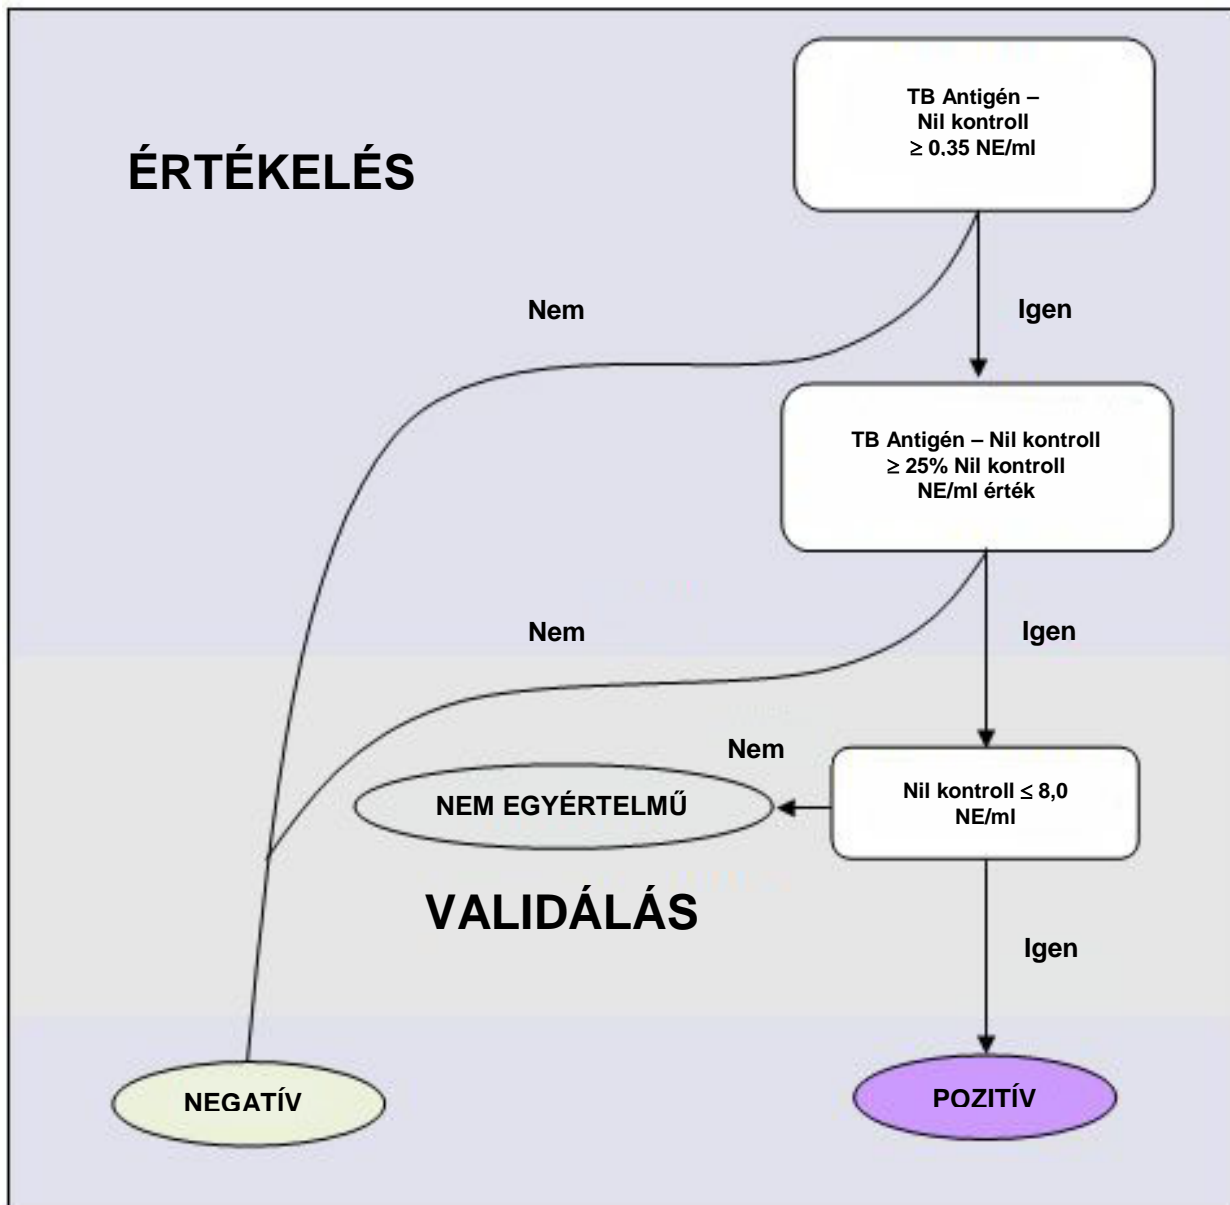 TB Antigén –
Nil kontroll
≥ 0,35 NE/ml
ÉRTÉKELÉS
Nem
Igen
TB Antigén – Nil kontroll
≥ 25% Nil kontroll
NE/ml érték
Nem
Igen
Nem
NEM EGYÉRTELMŰ
Nil kontroll ≤ 8,0
NE/ml
VALIDÁLÁS
Igen
NEGATÍV
POZITÍV